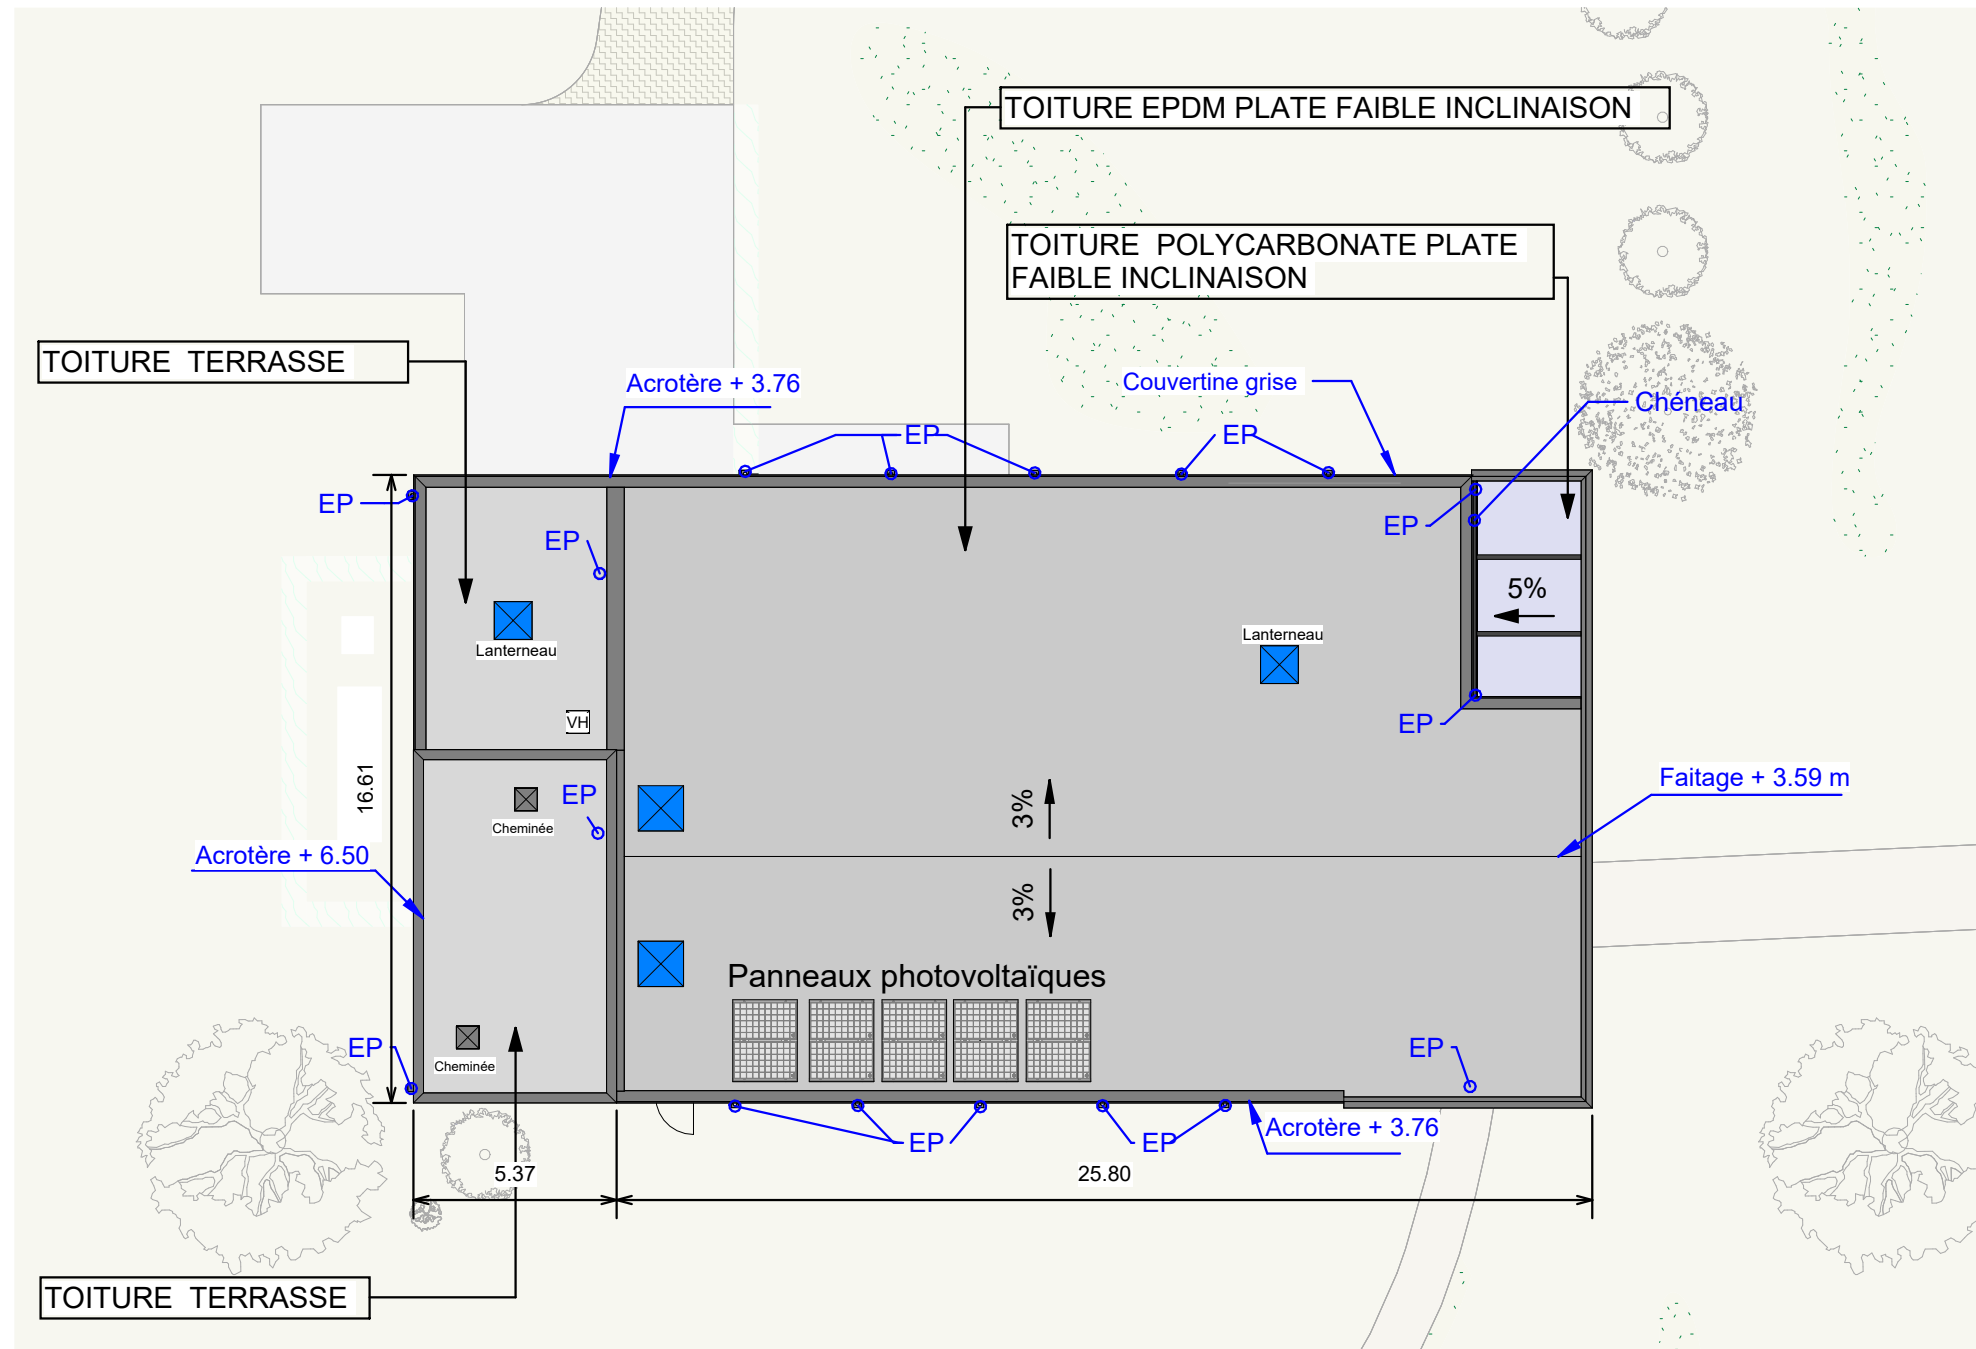 TOITURE EPDM PLATE FAIBLE INCLINAISON
TOITURE POLYCARBONATE PLATE
FAIBLE INCLINAISON
TOITURE TERRASSE
Acrotère + 3.76
Couvertine grise
Chéneau
EP
EP
EP
EP
EP
5%
Lanterneau
Lanterneau
VH
EP
16.61
Cheminée
EP
3%
Faitage + 3.59 m
Acrotère + 6.50
3%
Panneaux photovoltaïques
Cheminée
EP
EP
EP
EP
Acrotère + 3.76
5.37
25.80
TOITURE TERRASSE